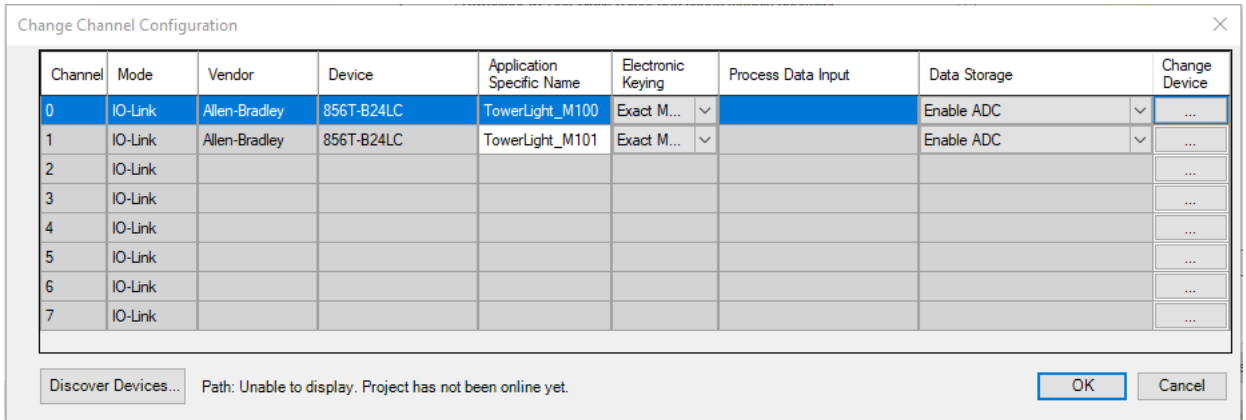 Change Channel Configuration
Channel Mode Vendor Device Application Specific Name Electronic Keying Process Data Input Data Storage Change Device
0 IO-Link Allen-Bradley 856T-B24LC TowerLight_M100 Exact M... Enable ADC ...
1 IO-Link Allen-Bradley 856T-B24LC TowerLight_M101 Exact M... Enable ADC ...
2 IO-Link ...
3 IO-Link ...
4 IO-Link ...
5 IO-Link ...
6 IO-Link ...
7 IO-Link ...
Discover Devices... Path: Unable to display. Project has not been online yet. OK Cancel